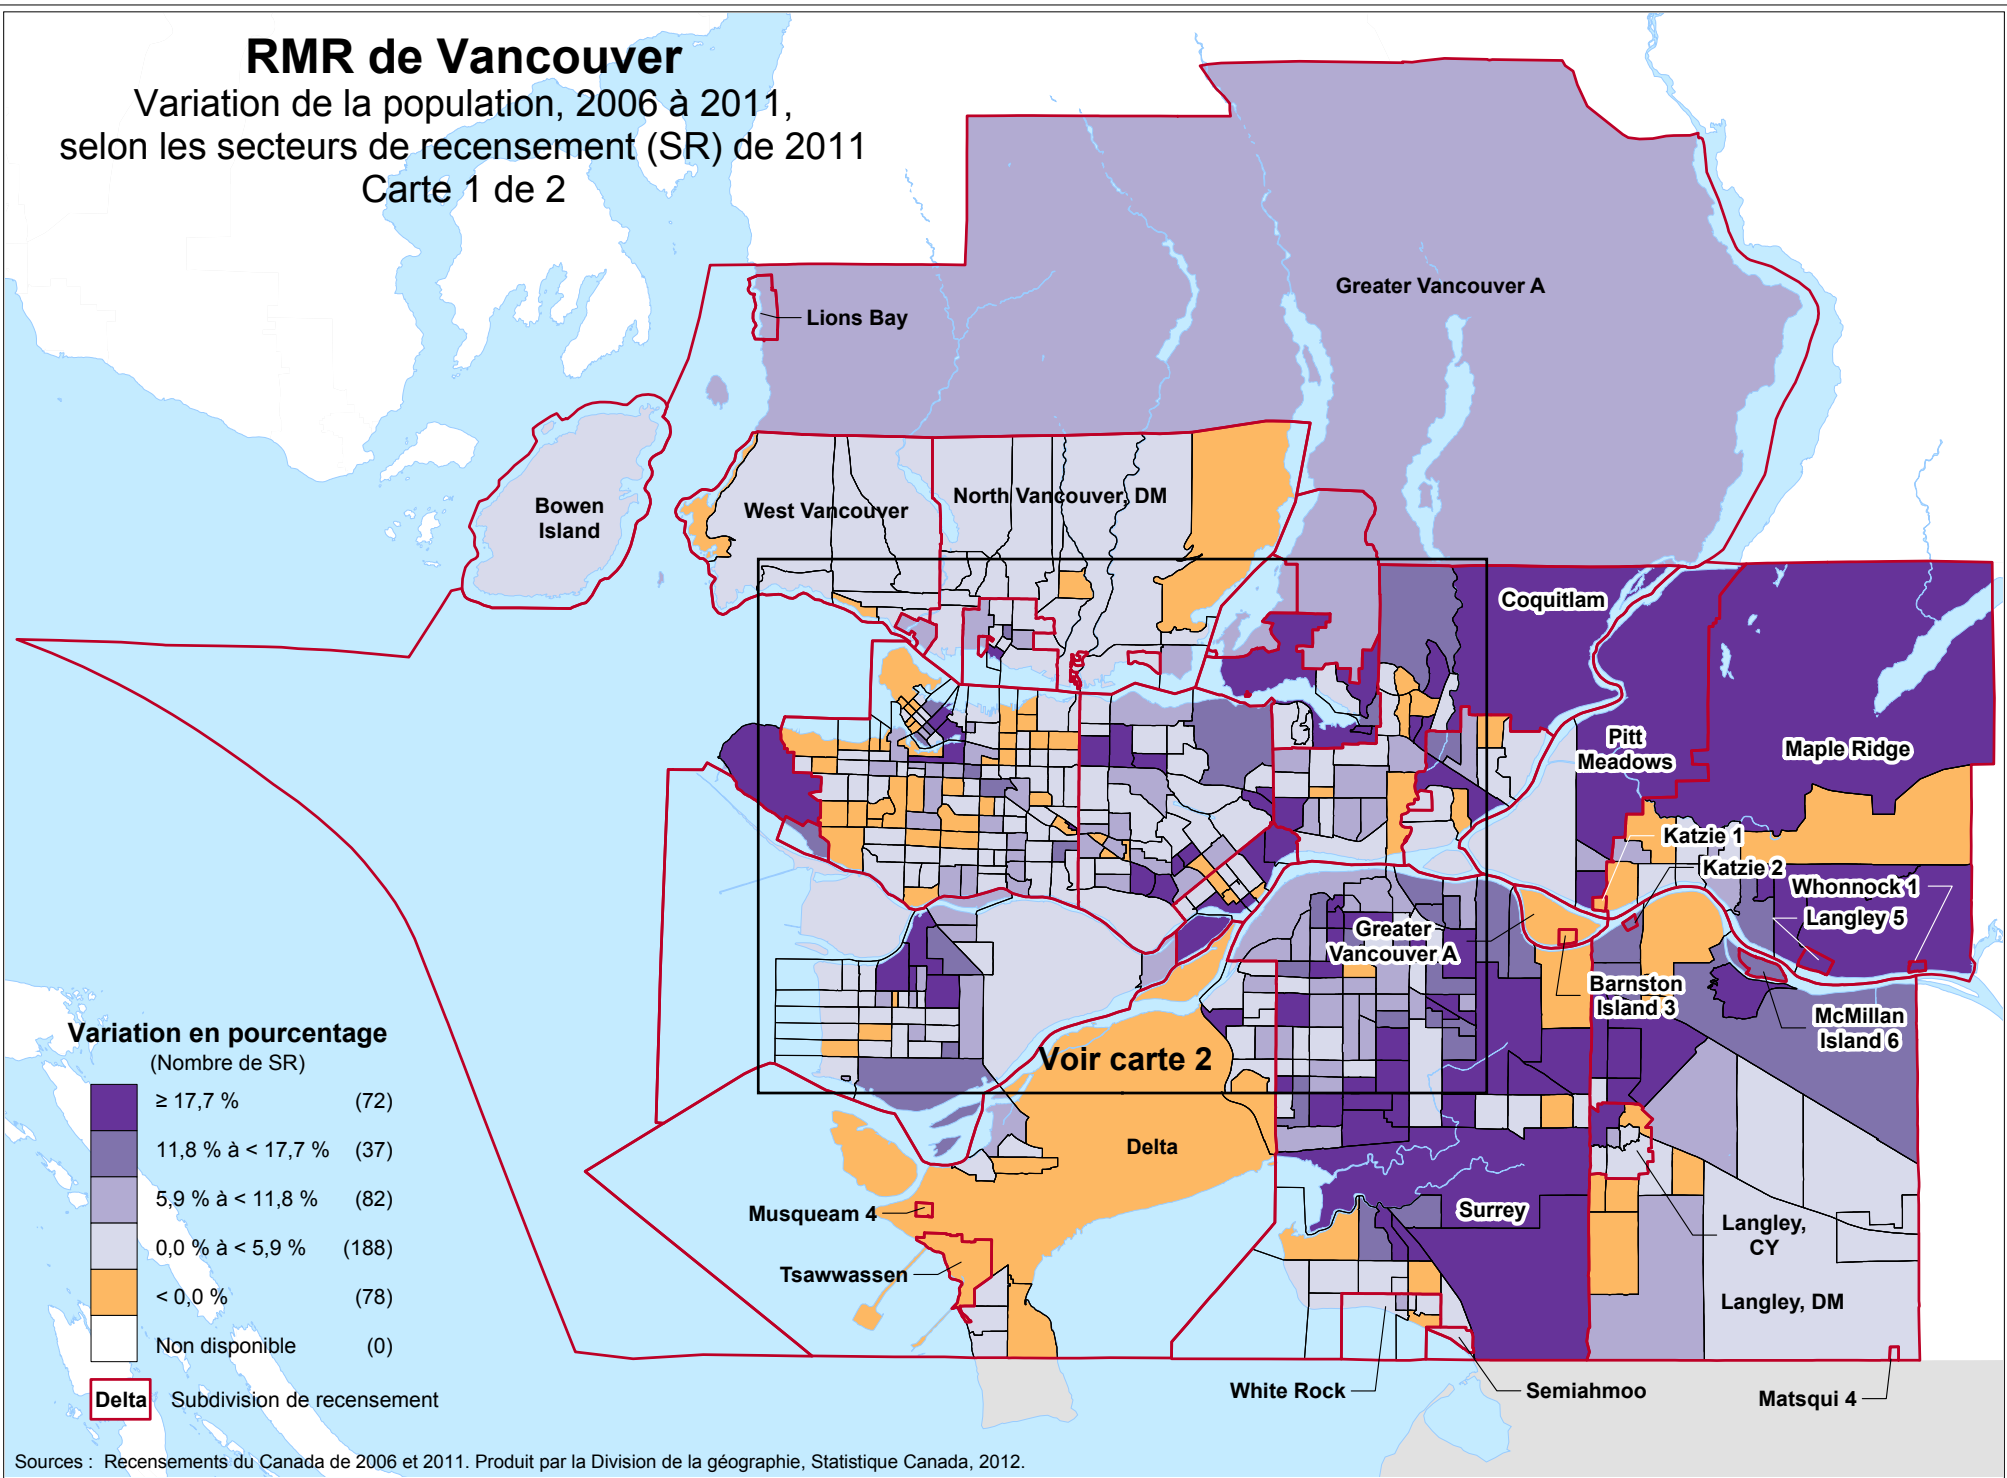 RMR de Vancouver
Variation de la population, 2006 à 2011,
selon les secteurs de recensement (SR) de 2011
Carte 1 de 2
Greater Vancouver A
Lions Bay
Bowen
Island
West Vancouver
North Vancouver, DM
Coquitlam
Pitt
Meadows
Maple Ridge
Katzie 1
Katzie 2
Whonnock 1
Langley 5
Greater
Vancouver A
Barnston
Island 3
McMillan
Island 6
Voir carte 2
Delta
Musqueam 4
Surrey
Langley,
CY
Tsawwassen
Langley, DM
White Rock
Semiahmoo
Matsqui 4
Variation en pourcentage
(Nombre de SR)
≥ 17,7 % (72)
11,8 % à < 17,7 % (37)
5,9 % à < 11,8 % (82)
0,0 % à < 5,9 % (188)
< 0,0 % (78)
Non disponible (0)
Delta Subdivision de recensement
Sources : Recensements du Canada de 2006 et 2011. Produit par la Division de la géographie, Statistique Canada, 2012.